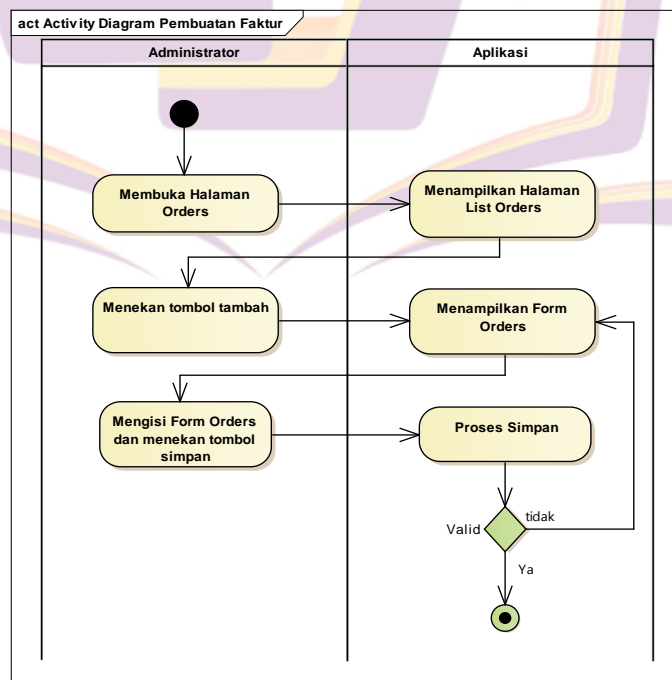 act Activity Diagram Pembuatan Faktur
Administrator
Aplikasi
Membuka Halaman
Orders
Menampilkan Halaman
List Orders
Menekan tombol tambah
Menampilkan Form
Orders
Mengisi Form Orders
dan menekan tombol
simpan
Proses Simpan
Valid
tidak
Ya